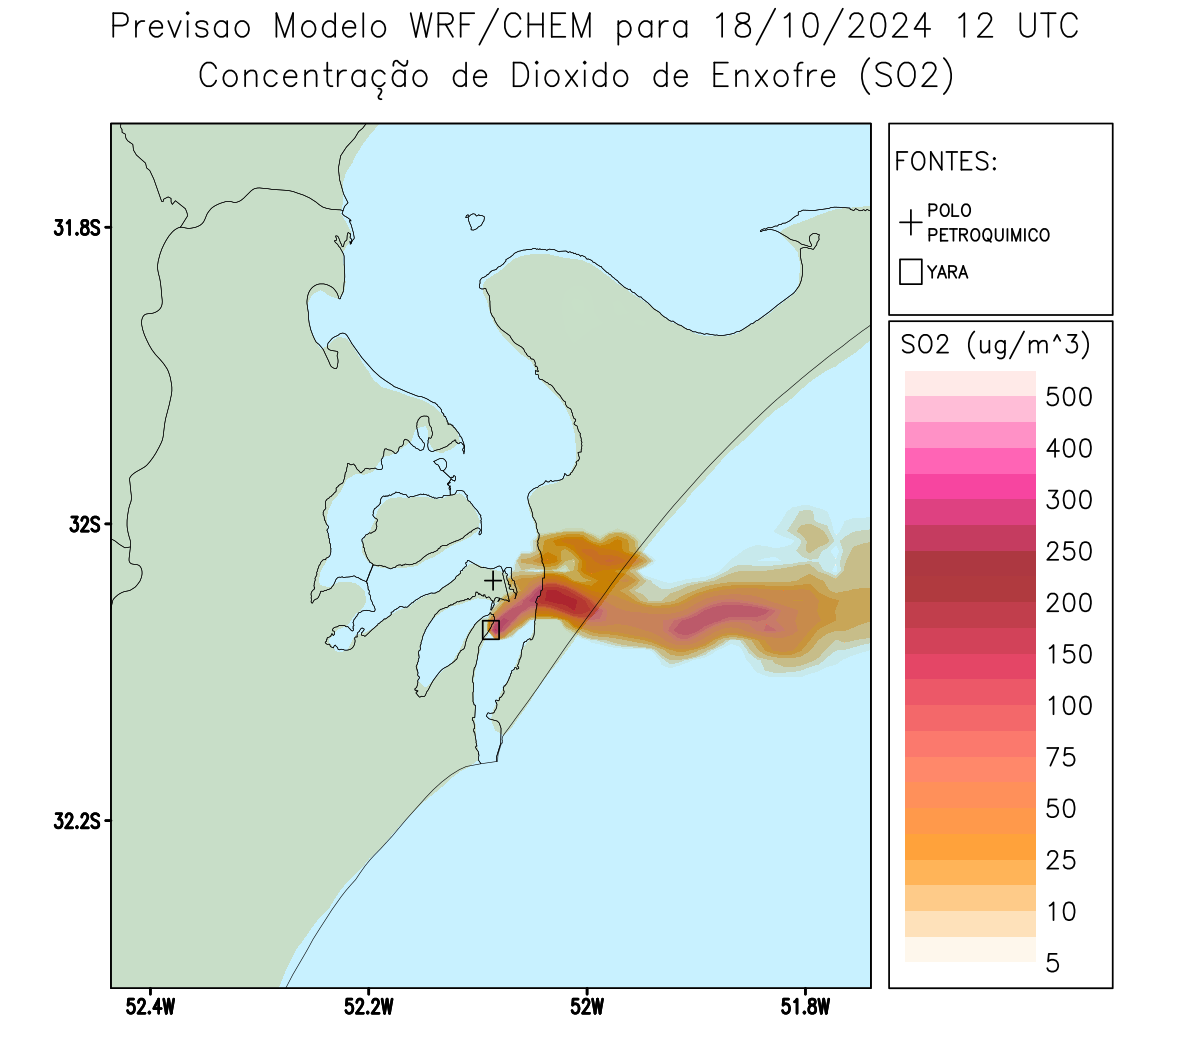 Previsao Modelo WRF/CHEM para 18/10/2024 12 UTC
Concentração de Dioxido de Enxofre (SO2)
FONTES:
POLO
PETROQUIMICO
YARA
31.8S
32S
32.2S
52.4W
52.2W
52W
51.8W
SO2 (ug/m^3)
500
400
300
250
200
150
100
75
50
25
10
5